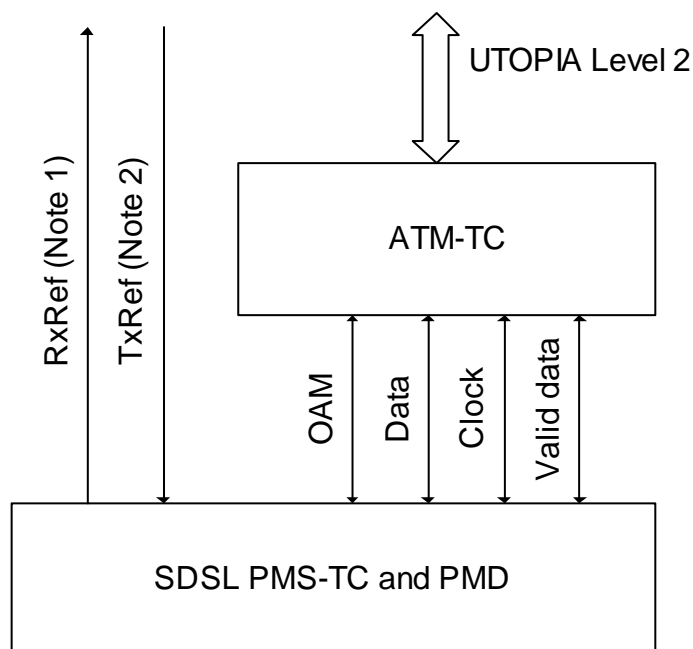 UTOPIA Level 2
RxRef (Note 1)
TxRef (Note 2)
ATM-TC
OAM
Data
Clock
Valid data
SDSL PMS-TC and PMD